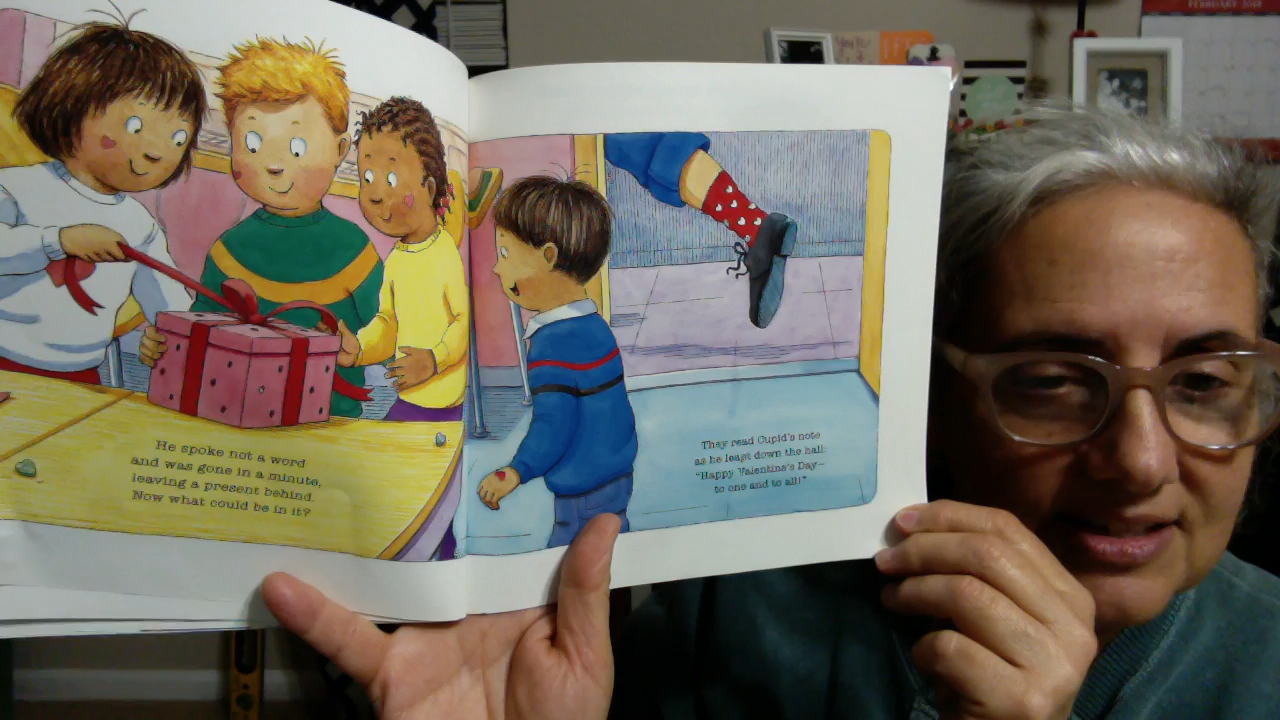 He spoke not a word
and was gone in a minute,
leaving a present behind.
Now what could be in it?
They read Cupid's note
as he leapt down the hall:
"Happy Valentine's Day—
to one and to all!"
FEBRUARY